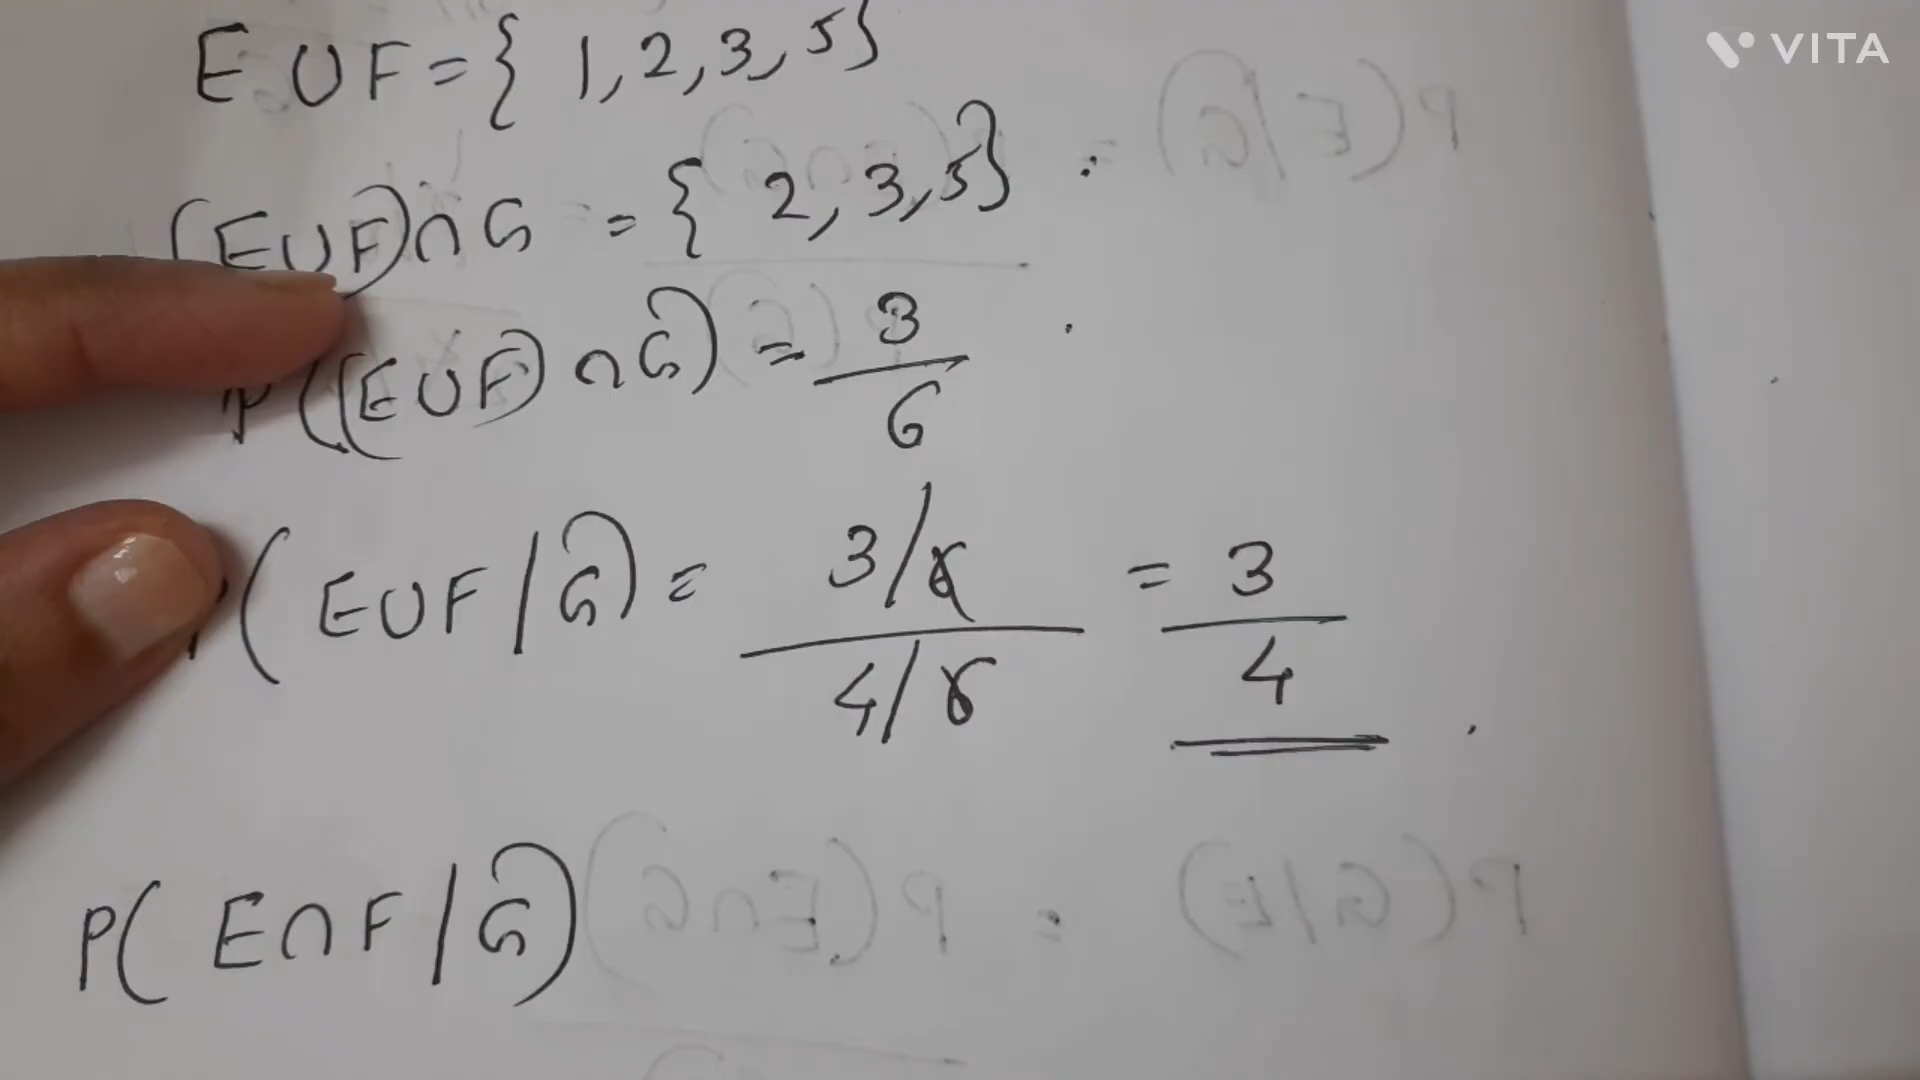 VITA
E ∪ F = { 1, 2, 3, 5}
(E ∪ F) ∩ G = { 2, 3, 5}
P((E ∪ F) ∩ G) = 3/6
P( E ∪ F / G) = (3/6)/(4/6) = 3/4
P( E ∩ F / G)